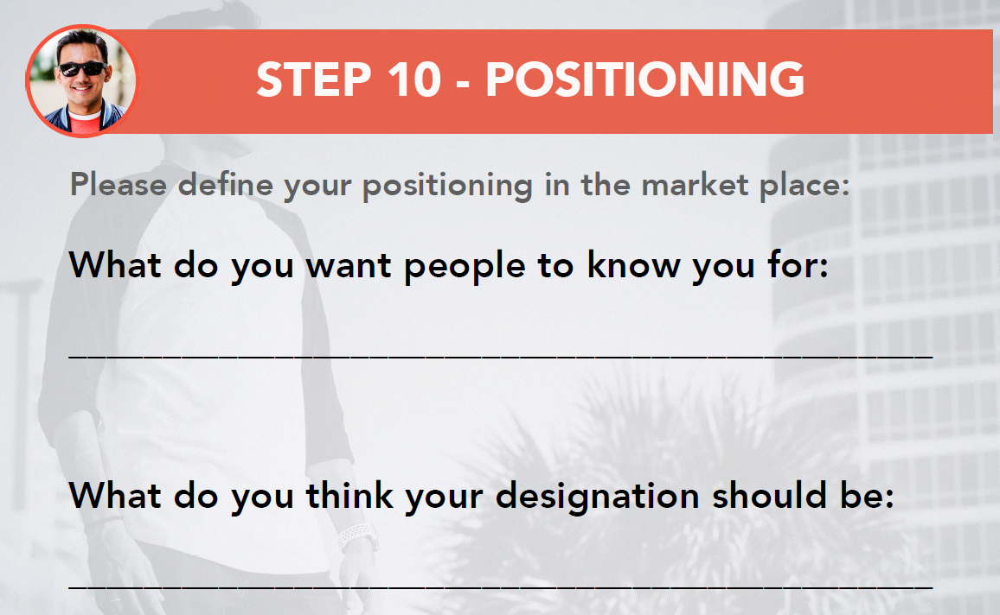 STEP 10 - POSITIONING
Please define your positioning in the market place:
What do you want people to know you for:
What do you think your designation should be: